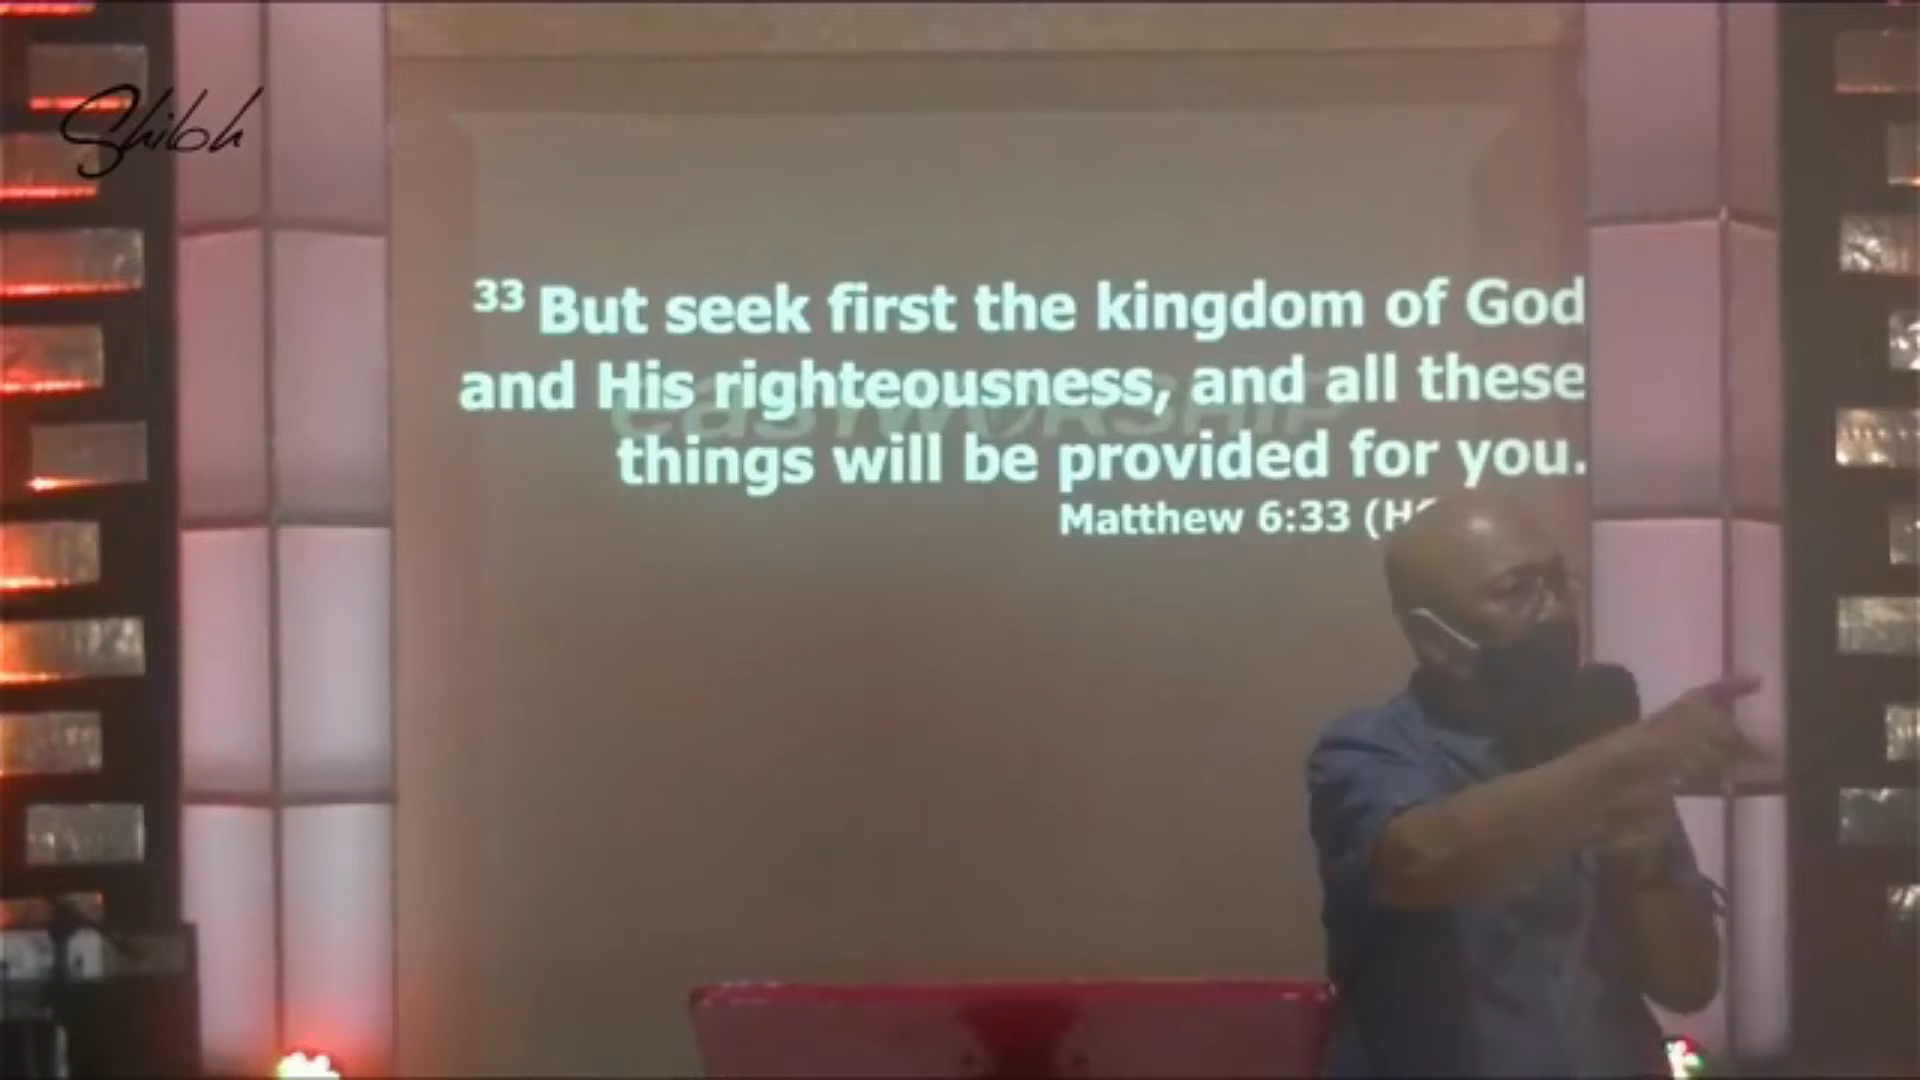 Shiloh
33 But seek first the kingdom of God
and His righteousness, and all these
things will be provided for you.
Matthew 6:33 (HC